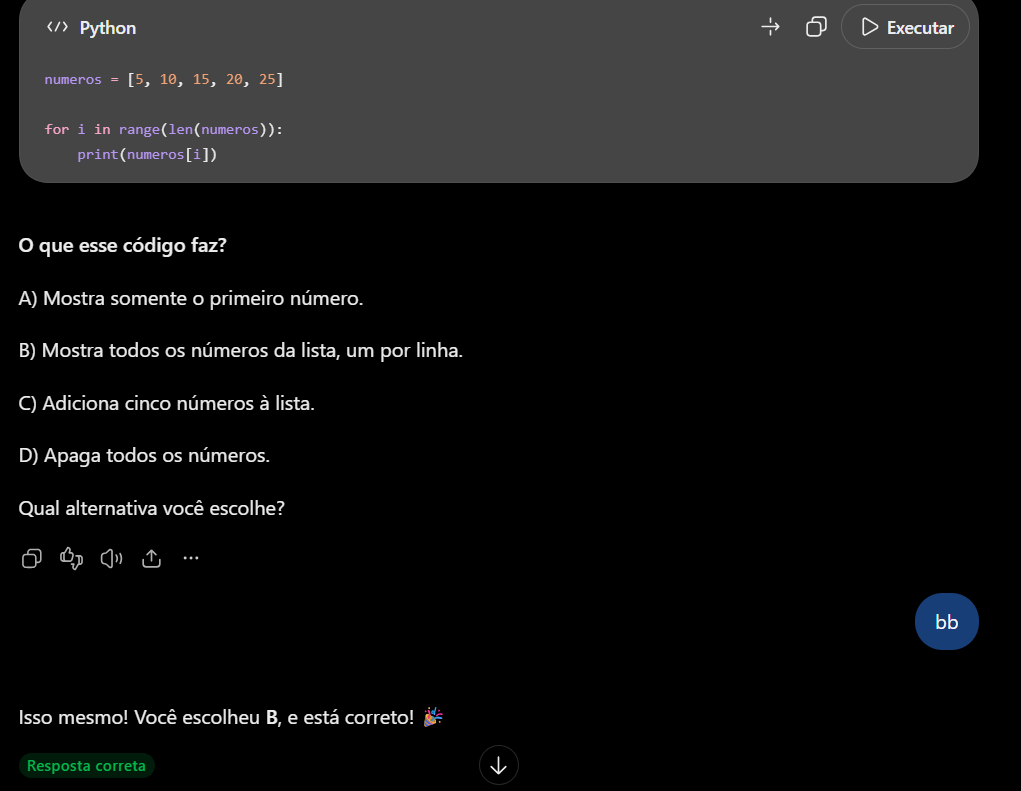 Python
Executar
numeros = [5, 10, 15, 20, 25]
for i in range(len(numeros)):
print(numeros[i])
O que esse código faz?
A) Mostra somente o primeiro número.
B) Mostra todos os números da lista, um por linha.
C) Adiciona cinco números à lista.
D) Apaga todos os números.
Qual alternativa você escolhe?
bb
Isso mesmo! Você escolheu B, e está correto! 🎉
Resposta correta